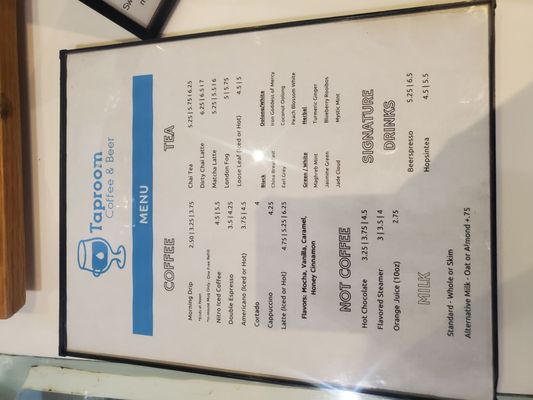 Taproom
Coffee & Beer
MENU
COFFEE
Morning Drip 2.50 | 3.25 | 3.75
Nitro Iced Coffee 4.5 | 5.5
Double Espresso 3.5 | 4.25
Americano (Iced or Hot) 3.75 | 4.5
Cortado 4
Cappuccino 4.25
Latte (Iced or Hot) 4.75 | 5.25 | 6.25
Flavors: Mocha, Vanilla, Caramel,
Honey Cinnamon
NOT COFFEE
Hot Chocolate 3.25 | 3.75 | 4.5
Flavored Steamer 3 | 3.5 | 4
Orange Juice (10oz) 2.75
MILK
Standard - Whole or Skim
Alternative Milk - Oat or Almond +.75
TEA
Chai Tea 5.25 | 5.75 | 6.25
Dirty Chai Latte 6.25 | 6.5 | 7
Matcha Latte 5.25 | 5.5 | 6
London Fog 5 | 5.75
Loose Leaf (Iced or Hot) 4.5 | 5
Black
China Breakfast
Earl Grey
Green / White
Maghreb Mint
Jasmine Green
Jade Cloud
Oolong/White
Iron Goddess of Mercy
Coconut Oolong
Peach Blossom White
Herbal
Turmeric Ginger
Blueberry Rooibos
Mystic Mint
SIGNATURE
DRINKS
Beerspresso 5.25 | 6.5
Hopsintea 4.5 | 5.5